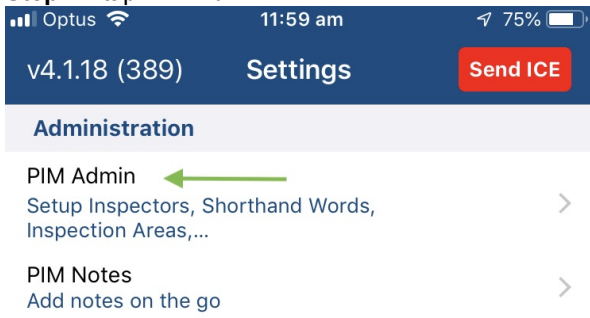 Optus 11:59 am 75%
v4.1.18 (389) Settings Send ICE
Administration
PIM Admin
Setup Inspectors, Shorthand Words,
Inspection Areas,...
PIM Notes
Add notes on the go